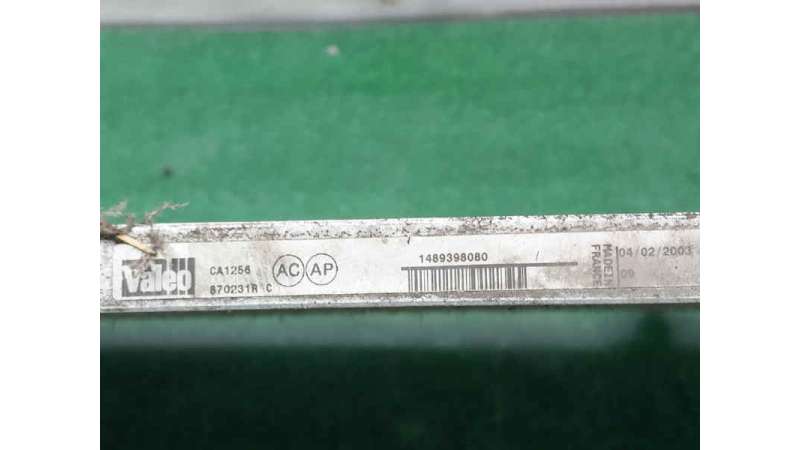 Valeo
CA1256
870231R C
AC AP
1489398080
MADE IN
FRANCE
04/02/2003
09